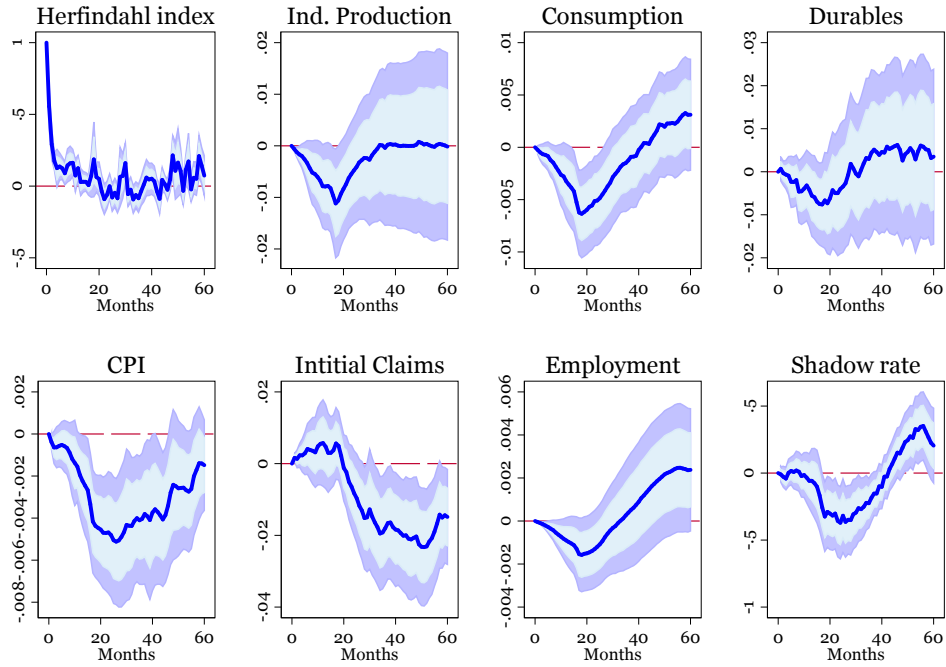 Herfindahl index
1
.5
0
-.5
0 20 40 60
Months
Ind. Production
.02
.01
0
-.01
-.02
0 20 40 60
Months
Consumption
.01
.005
0
-.005
-.01
0 20 40 60
Months
Durables
.03
.02
.01
0
-.01
-.02
0 20 40 60
Months
CPI
.002
0
-.002
-.004
-.006
-.008
0 20 40 60
Months
Intitial Claims
.02
0
-.02
-.04
0 20 40 60
Months
Employment
.006
.004
.002
0
-.002
-.004
0 20 40 60
Months
Shadow rate
.5
0
-.5
-1
0 20 40 60
Months